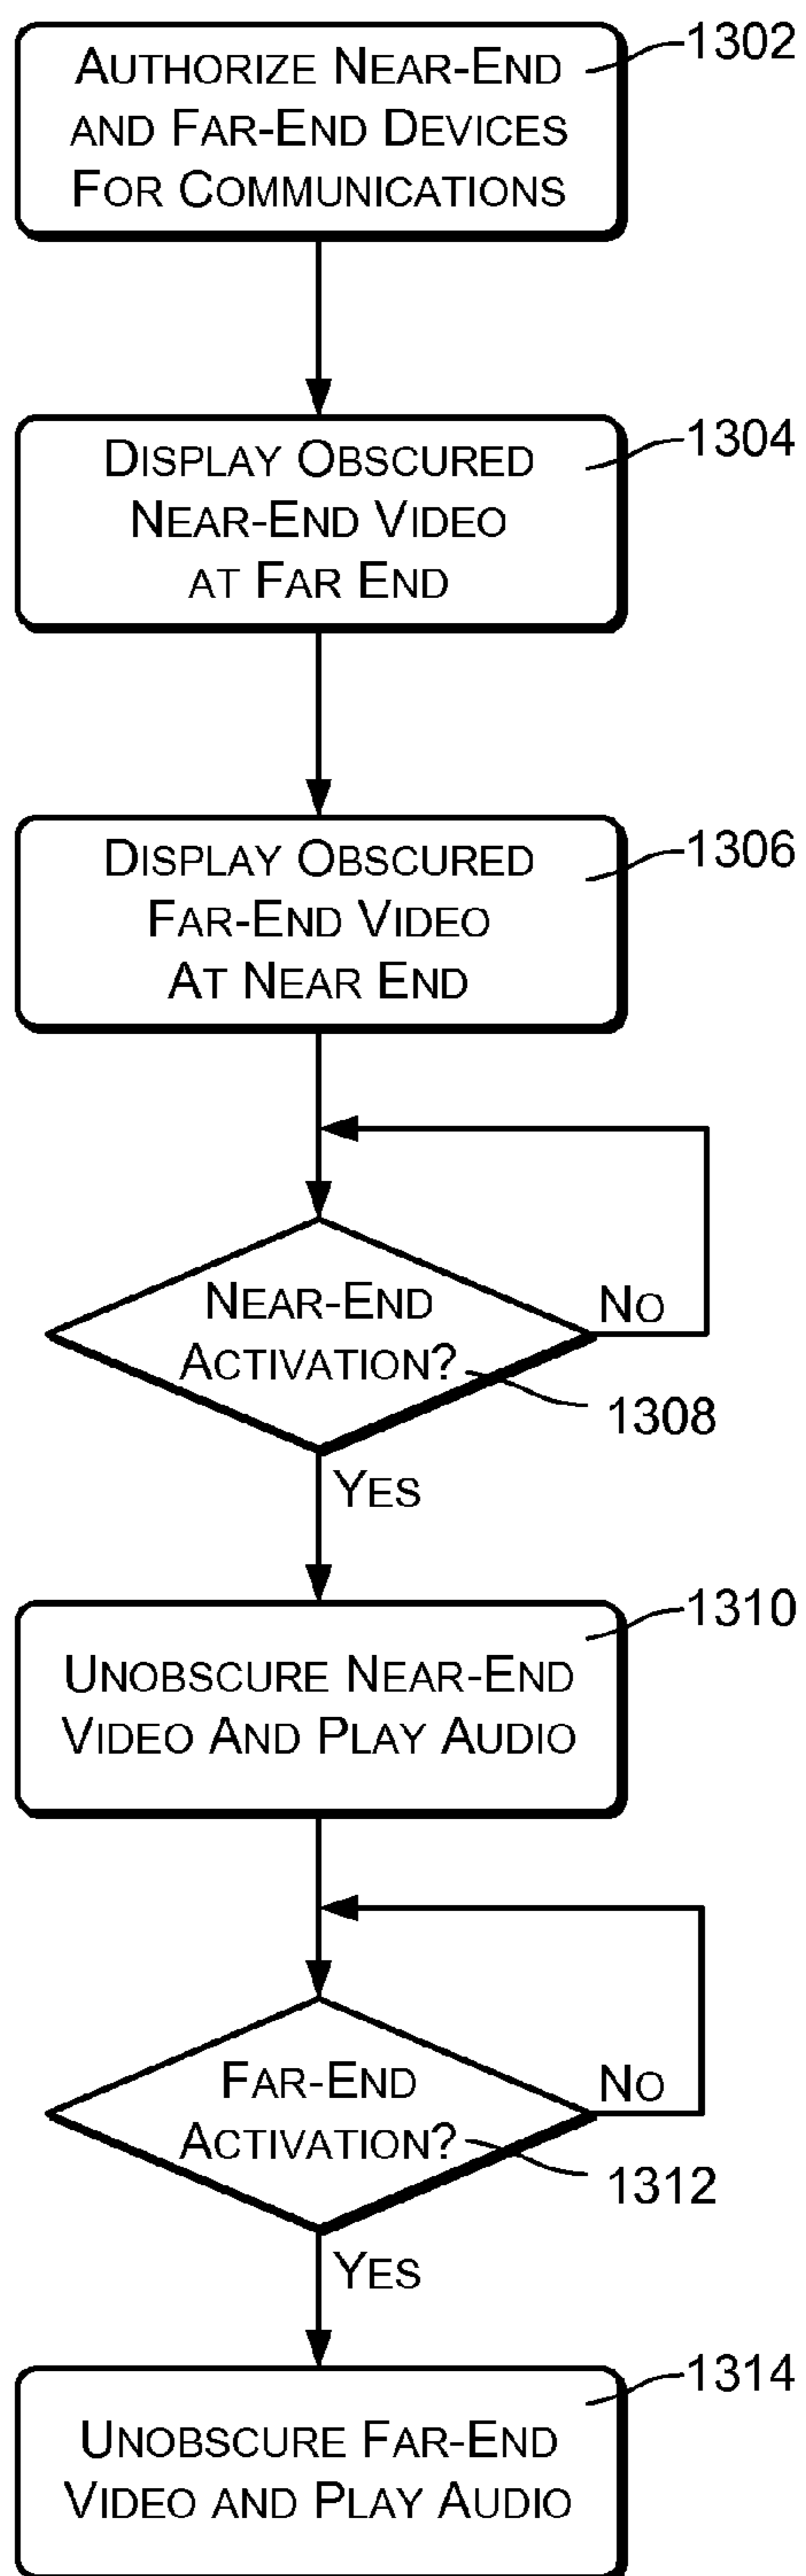 Authorize Near-End
and Far-End Devices
For Communications
1302
Display Obscured
Near-End Video
at Far End
1304
Display Obscured
Far-End Video
At Near End
1306
Near-End
Activation?
No
1308
Yes
Unobscure Near-End
Video And Play Audio
1310
Far-End
Activation?
No
1312
Yes
Unobscure Far-End
Video and Play Audio
1314